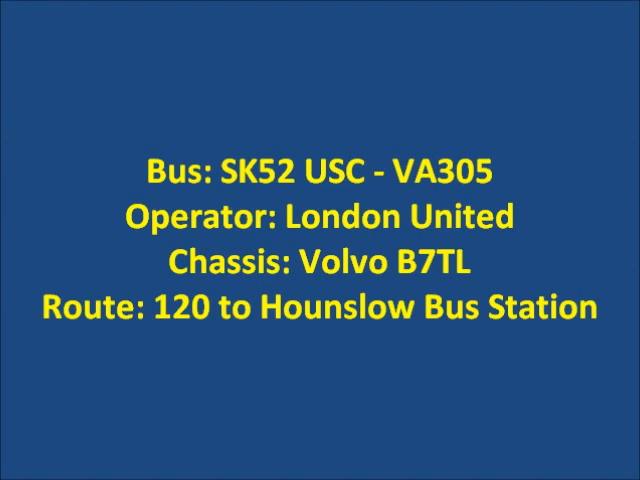 Bus: SK52 USC - VA305
Operator: London United
Chassis: Volvo B7TL
Route: 120 to Hounslow Bus Station